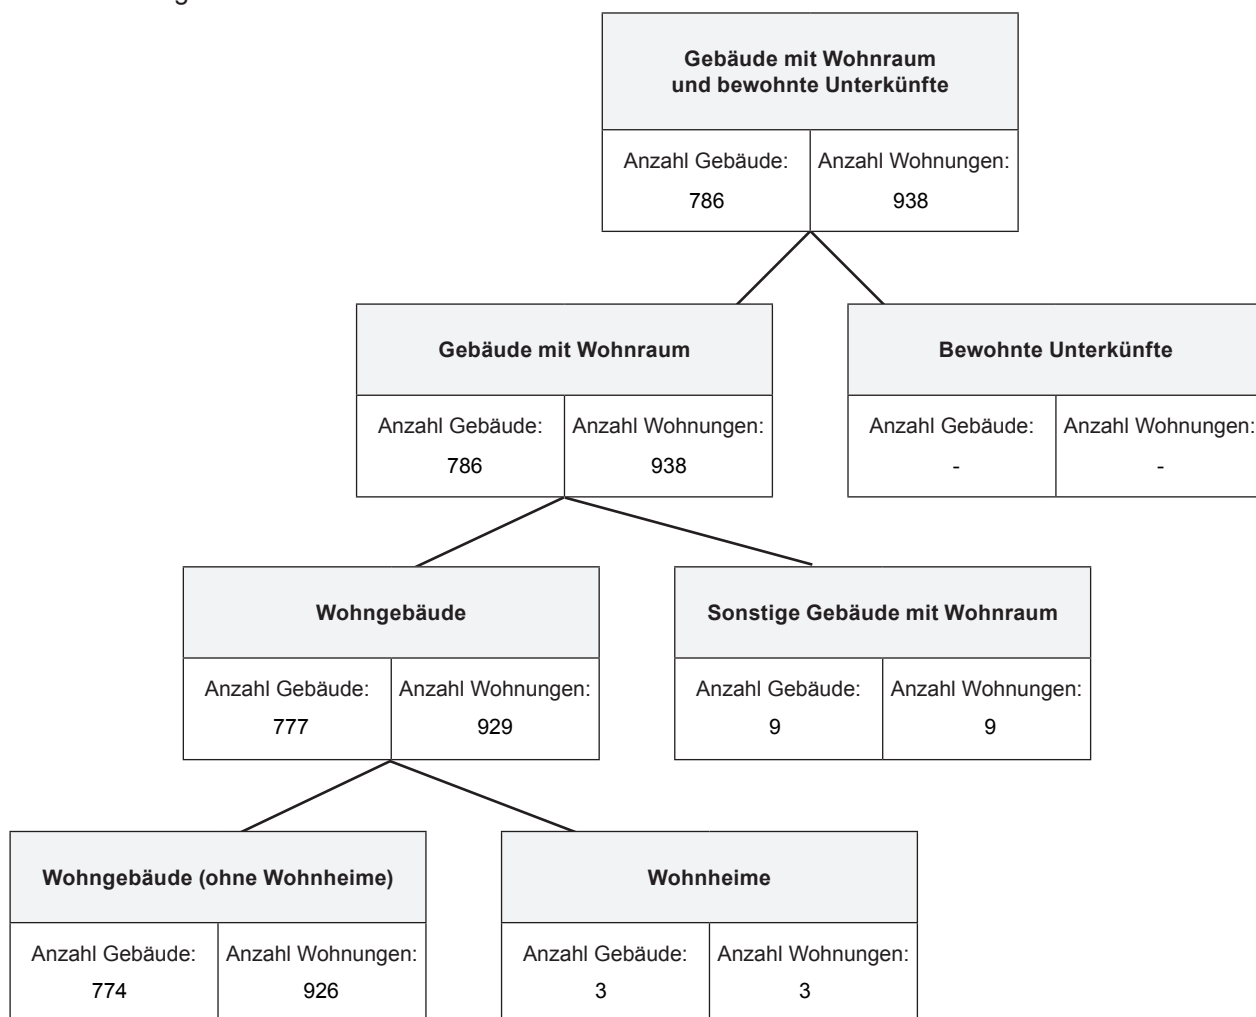 Gebäude mit Wohnraum
und bewohnte Unterkünfte
Anzahl Gebäude: Anzahl Wohnungen:
786 938
Gebäude mit Wohnraum
Anzahl Gebäude: Anzahl Wohnungen:
786 938
Bewohnte Unterkünfte
Anzahl Gebäude: Anzahl Wohnungen:
- -
Wohngebäude
Anzahl Gebäude: Anzahl Wohnungen:
777 929
Sonstige Gebäude mit Wohnraum
Anzahl Gebäude: Anzahl Wohnungen:
9 9
Wohngebäude (ohne Wohnheime)
Anzahl Gebäude: Anzahl Wohnungen:
774 926
Wohnheime
Anzahl Gebäude: Anzahl Wohnungen:
3 3